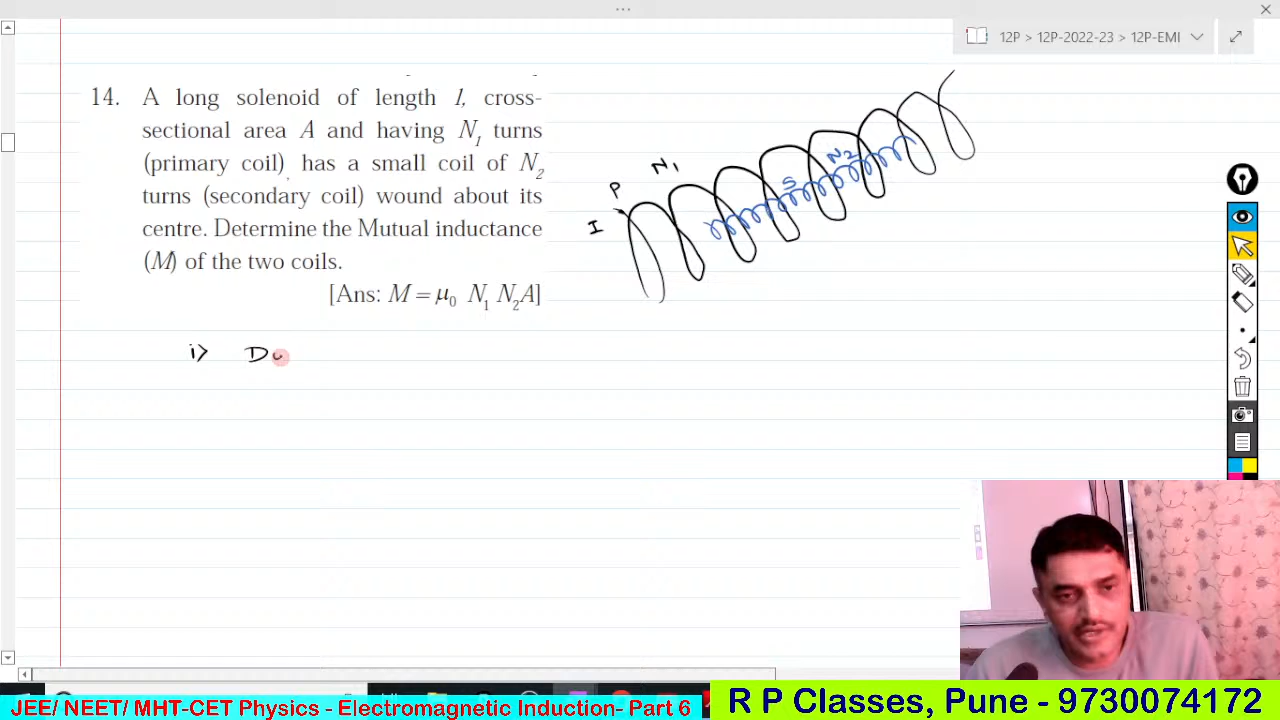 12P > 12P-2022-23 > 12P-EMI
14. A long solenoid of length l, cross-
sectional area A and having N₁ turns
(primary coil), has a small coil of N₂
turns (secondary coil) wound about its
centre. Determine the Mutual inductance
(M) of the two coils.
[Ans: M = μ₀ N₁ N₂A]
P
N₁
I
S
N₂
i>
JEE/ NEET/ MHT-CET Physics - Electromagnetic Induction- Part 6
R P Classes, Pune - 9730074172